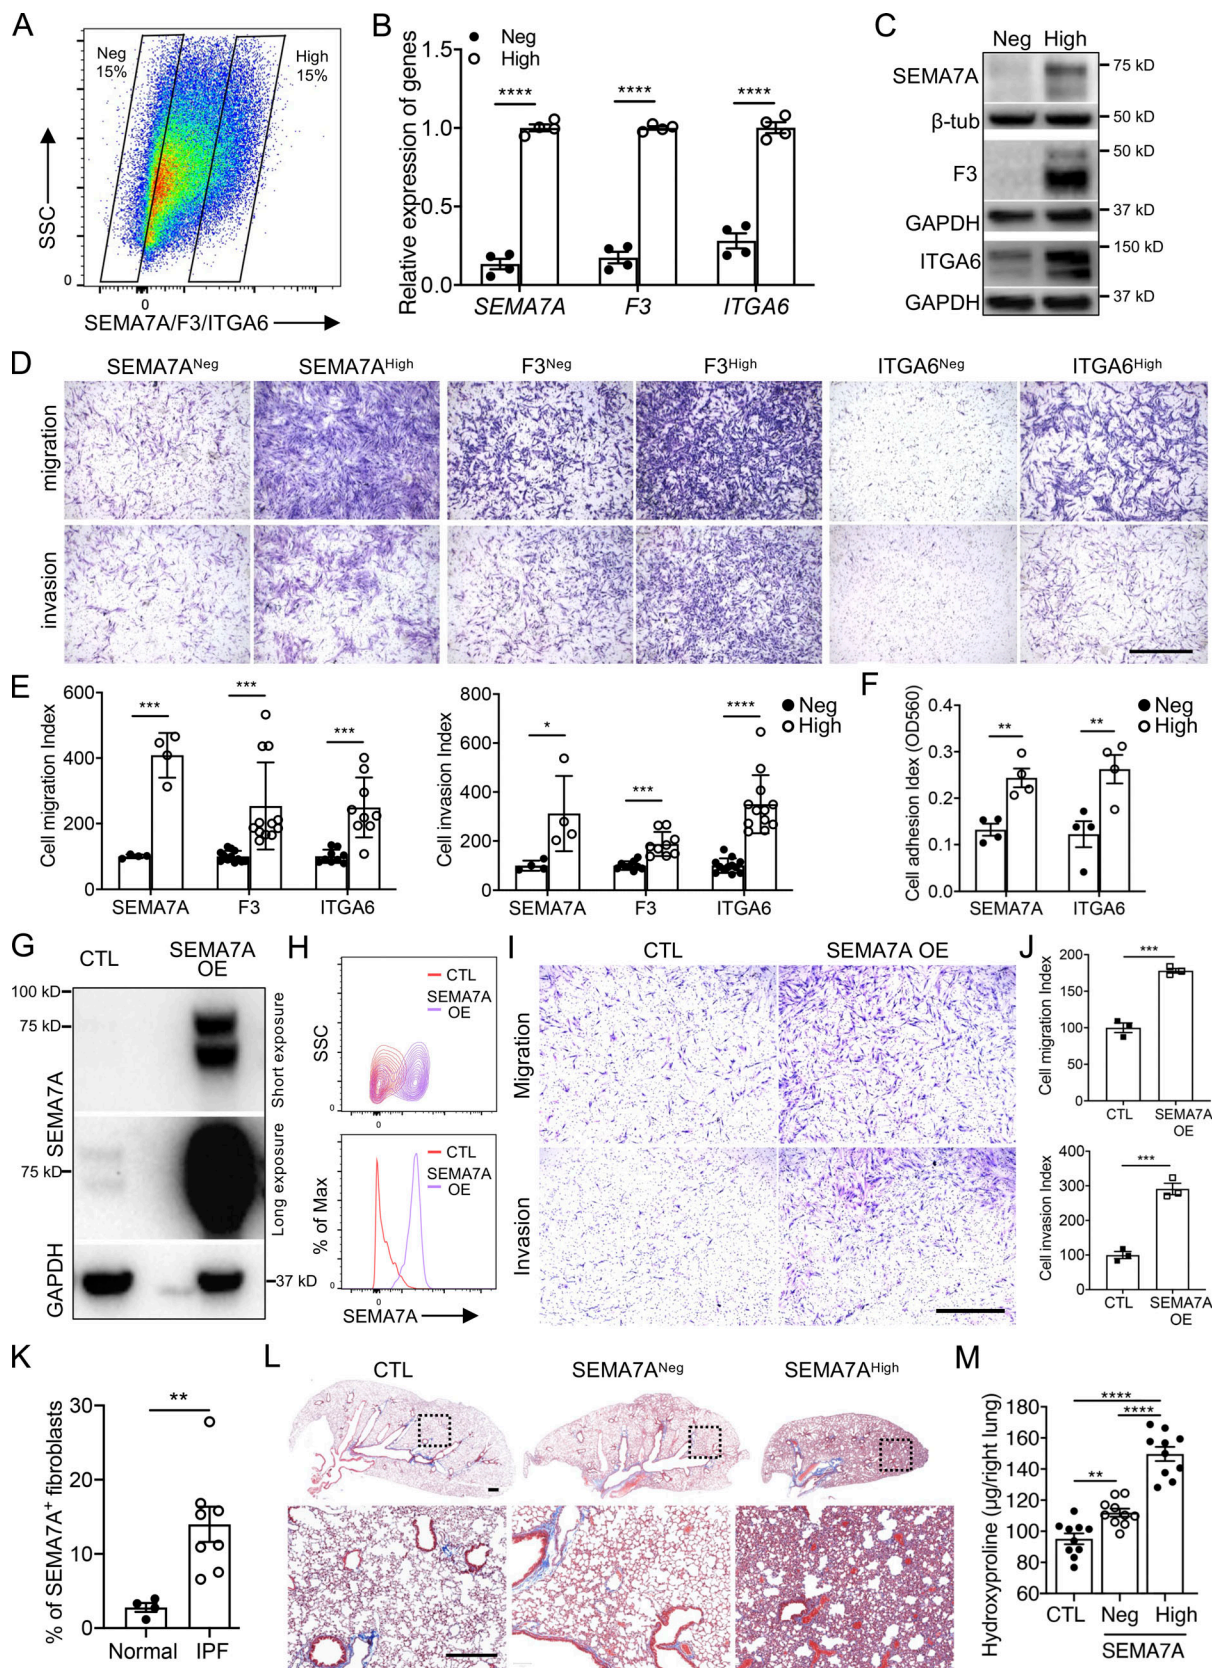 A
Neg
15%
High
15%
SSC
0
0
SEMA7A/F3/ITGA6
B
Neg
High
Relative expression of genes
1.5
1.0
0.5
0.0
****
****
****
SEMA7A
F3
ITGA6
C
Neg High
SEMA7A
75 kD
β-tub
50 kD
F3
50 kD
GAPDH
37 kD
ITGA6
150 kD
GAPDH
37 kD
D
SEMA7ANeg
SEMA7AHigh
F3Neg
F3High
ITGA6Neg
ITGA6High
migration
invasion
E
Cell migration Index
600
400
200
0
***
***
***
SEMA7A
F3
ITGA6
Cell invasion Index
800
600
400
200
0
*
***
****
Neg
High
SEMA7A
F3
ITGA6
F
Cell adhesion Idex (OD560)
0.4
0.3
0.2
0.1
0.0
**
**
Neg
High
SEMA7A
ITGA6
G
CTL
SEMA7A
OE
100 kD
75 kD
75 kD
SEMA7A
Short exposure
Long exposure
GAPDH
37 kD
H
CTL
SEMA7A
OE
SSC
0
0
CTL
SEMA7A
OE
% of Max
0
0
SEMA7A
I
CTL
SEMA7A OE
Migration
Invasion
J
Cell migration Index
200
150
100
50
0
***
CTL
SEMA7A
OE
Cell invasion Index
400
300
200
100
0
***
CTL
SEMA7A
OE
K
% of SEMA7A+ fibroblasts
30
20
10
0
**
Normal
IPF
L
CTL
SEMA7ANeg
SEMA7AHigh
M
Hydroxyproline (μg/right lung)
180
160
140
120
100
80
60
****
****
**
CTL
Neg
High
SEMA7A